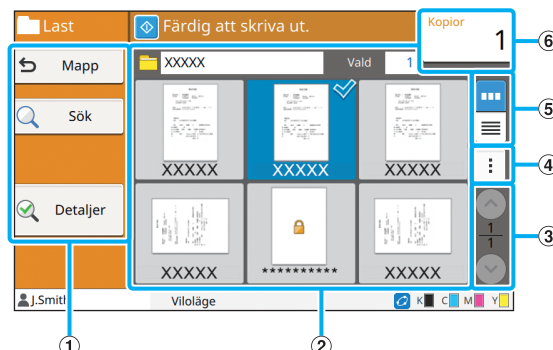 Last
Färdig att skriva ut.
Kopior
1
Mapp
XXXXX
Vald
1
Sök
Detaljer
XXXXX
XXXXX
XXXXX
XXXXX
**********
XXXXX
1
1
J.Smith
Viloläge
K
C
M
Y
6
5
4
3
1
2